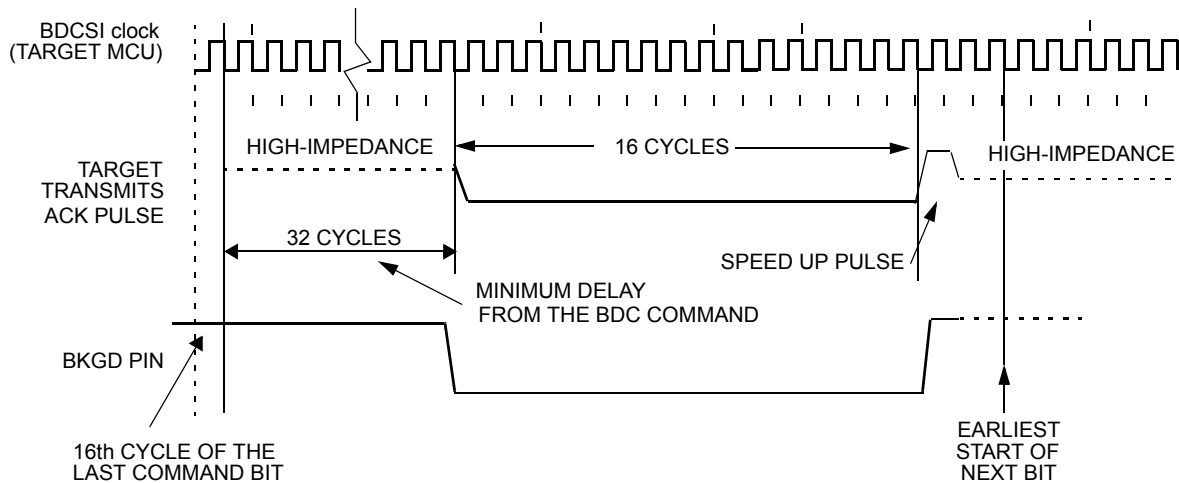 BDCSI clock
(TARGET MCU)
HIGH-IMPEDANCE
16 CYCLES
HIGH-IMPEDANCE
TARGET
TRANSMITS
ACK PULSE
32 CYCLES
SPEED UP PULSE
MINIMUM DELAY
FROM THE BDC COMMAND
BKGD PIN
16th CYCLE OF THE
LAST COMMAND BIT
EARLIEST
START OF
NEXT BIT